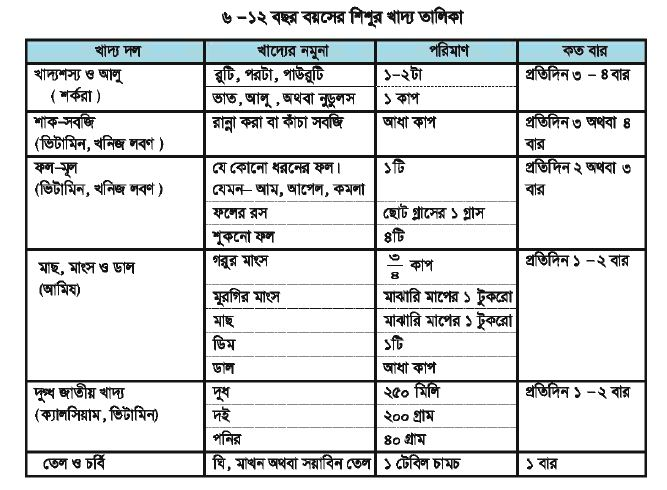 ৬ –১২ বছর বয়সের শিশুর খাদ্য তালিকা
খাদ্য দল খাদ্যের নমুনা পরিমাণ কত বার
খাদ্যশস্য ও আলু রুটি, পরটা, পাউরুটি ১–২টা প্রতিদিন ৩ – ৪ বার
( শর্করা ) ভাত, আলু , অথবা নুডুলস ১ কাপ
শাক-সবজি রান্না করা বা কাঁচা সবজি আধা কাপ প্রতিদিন ৩ অথবা ৪
(ভিটামিন, খনিজ লবণ ) বার
ফল–মূল যে কোনো ধরনের ফল। ১টি প্রতিদিন ২ অথবা ৩
(ভিটামিন, খনিজ লবণ ) যেমন– আম, আপেল, কমলা বার
ফলের রস ছোট গ্লাসের ১ গ্লাস
শুকনো ফল ৪টি
মাছ, মাংস ও ডাল গরুর মাংস ৩/৪ কাপ প্রতিদিন ১ – ২ বার
(আমিষ) মুরগির মাংস মাঝারি মাপের ১ টুকরো
মাছ মাঝারি মাপের ১ টুকরো
ডিম ১টি
ডাল আধা কাপ
দুগ্ধ জাতীয় খাদ্য দুধ ২৫০ মিলি প্রতিদিন ১ – ২ বার
(ক্যালসিয়াম, ভিটামিন) দই ২০০ গ্রাম
পনির ৪০ গ্রাম
তেল ও চর্বি ঘি, মাখন অথবা সয়াবিন তেল ১ টেবিল চামচ ১ বার